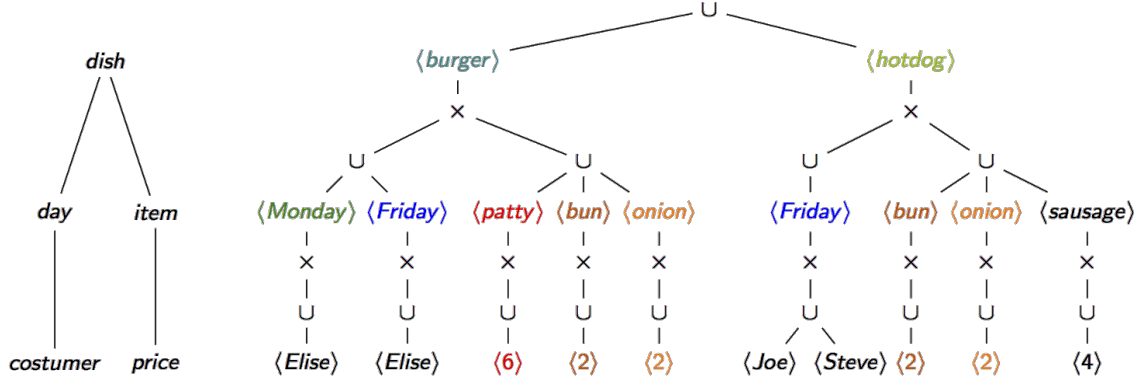 ∪
dish ⟨burger⟩ ⟨hotdog⟩
× ×
∪ ∪ ∪ ∪
day item ⟨Monday⟩ ⟨Friday⟩ ⟨patty⟩ ⟨bun⟩ ⟨onion⟩ ⟨Friday⟩ ⟨bun⟩ ⟨onion⟩ ⟨sausage⟩
× × × × × × × × ×
∪ ∪ ∪ ∪ ∪ ∪ ∪ ∪ ∪
costumer price ⟨Elise⟩ ⟨Elise⟩ ⟨6⟩ ⟨2⟩ ⟨2⟩ ⟨Joe⟩ ⟨Steve⟩ ⟨2⟩ ⟨2⟩ ⟨4⟩